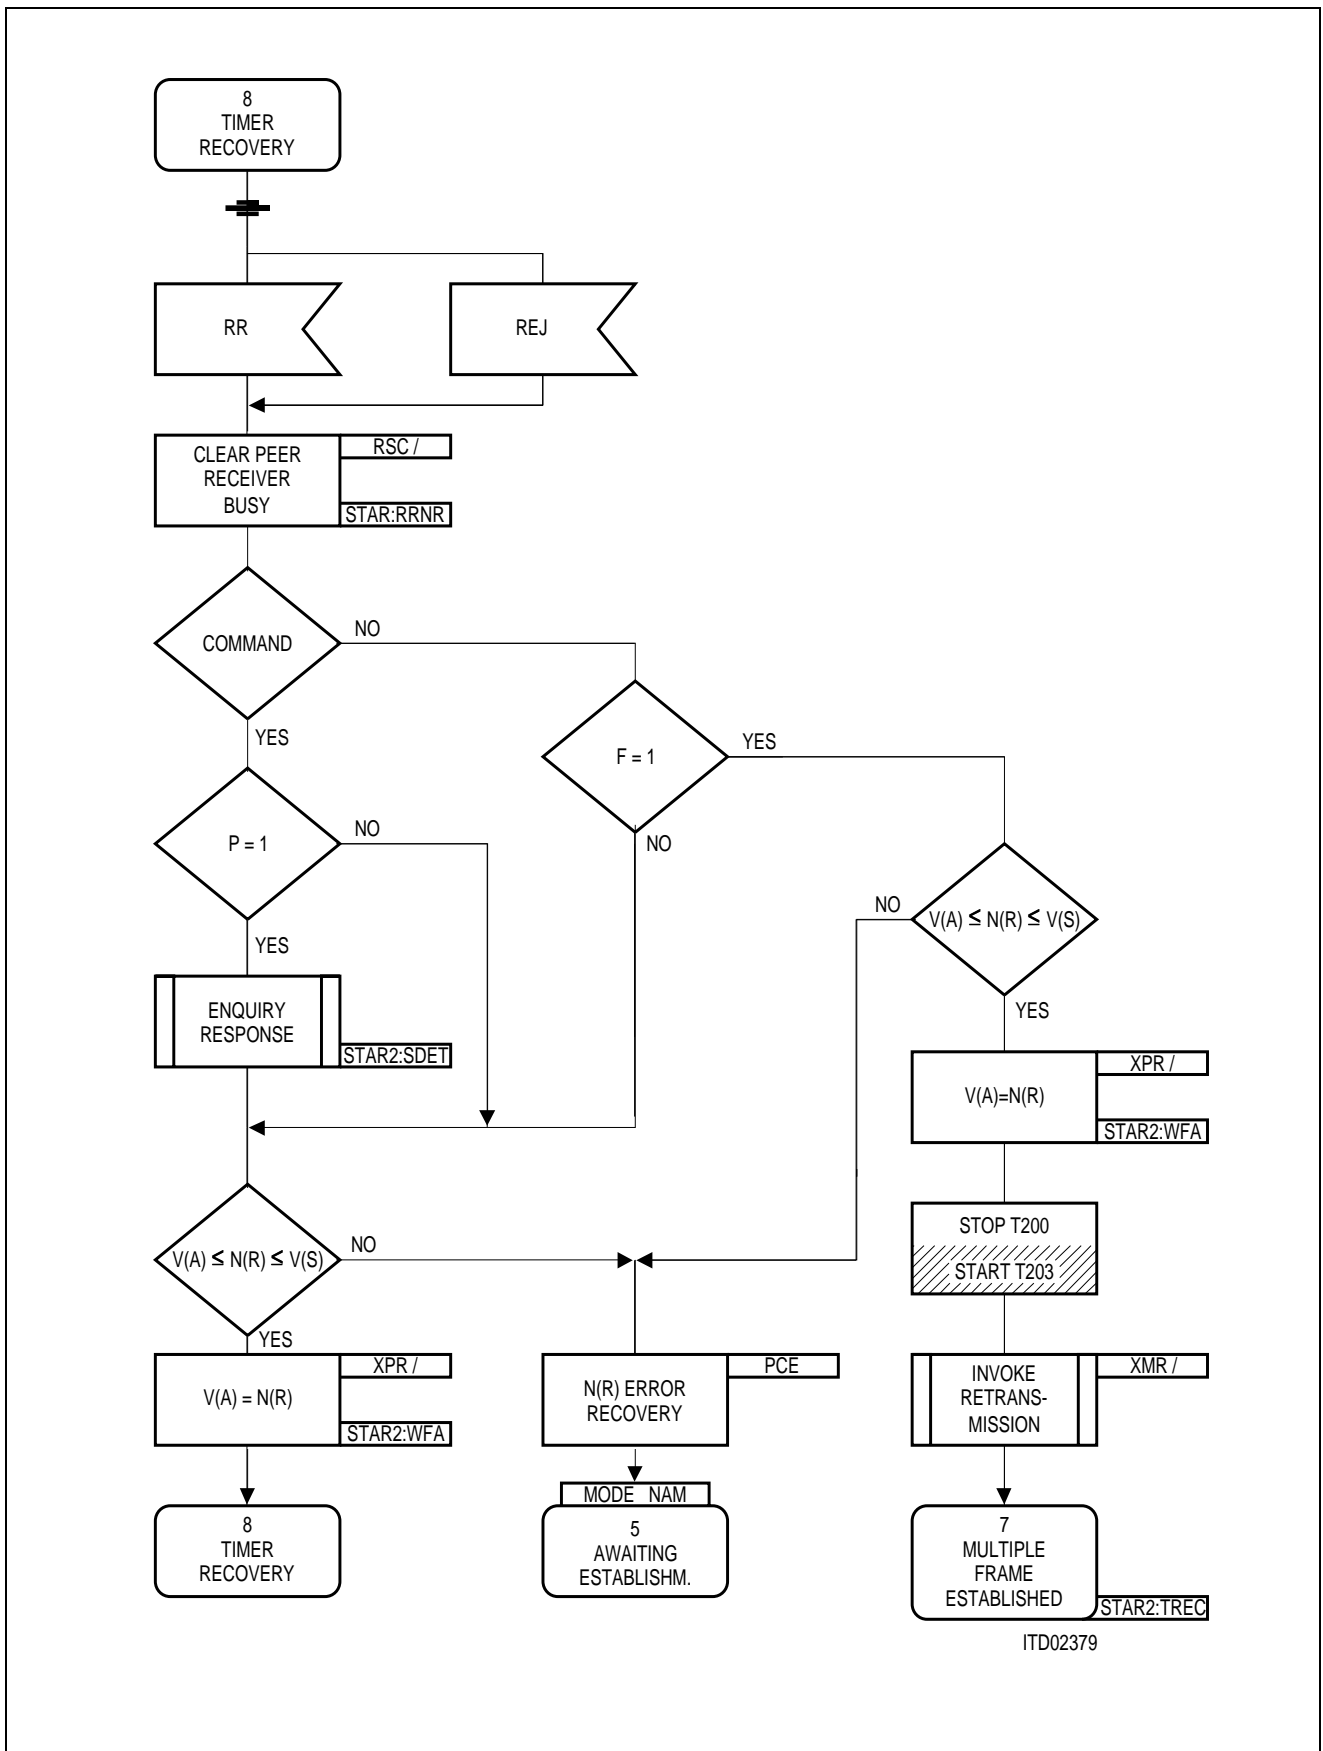 8
TIMER
RECOVERY
RR
REJ
CLEAR PEER
RECEIVER
BUSY
RSC /
STAR:RRNR
COMMAND
NO
YES
F = 1
YES
NO
P = 1
NO
YES
V(A) ≤ N(R) ≤ V(S)
NO
YES
ENQUIRY
RESPONSE
STAR2:SDET
XPR /
V(A)=N(R)
STAR2:WFA
STOP T200
START T203
V(A) ≤ N(R) ≤ V(S)
NO
YES
XPR /
V(A) = N(R)
STAR2:WFA
PCE
N(R) ERROR
RECOVERY
XMR /
INVOKE
RETRANS-
MISSION
8
TIMER
RECOVERY
MODE NAM
5
AWAITING
ESTABLISHM.
7
MULTIPLE
FRAME
ESTABLISHED
STAR2:TREC
ITD02379